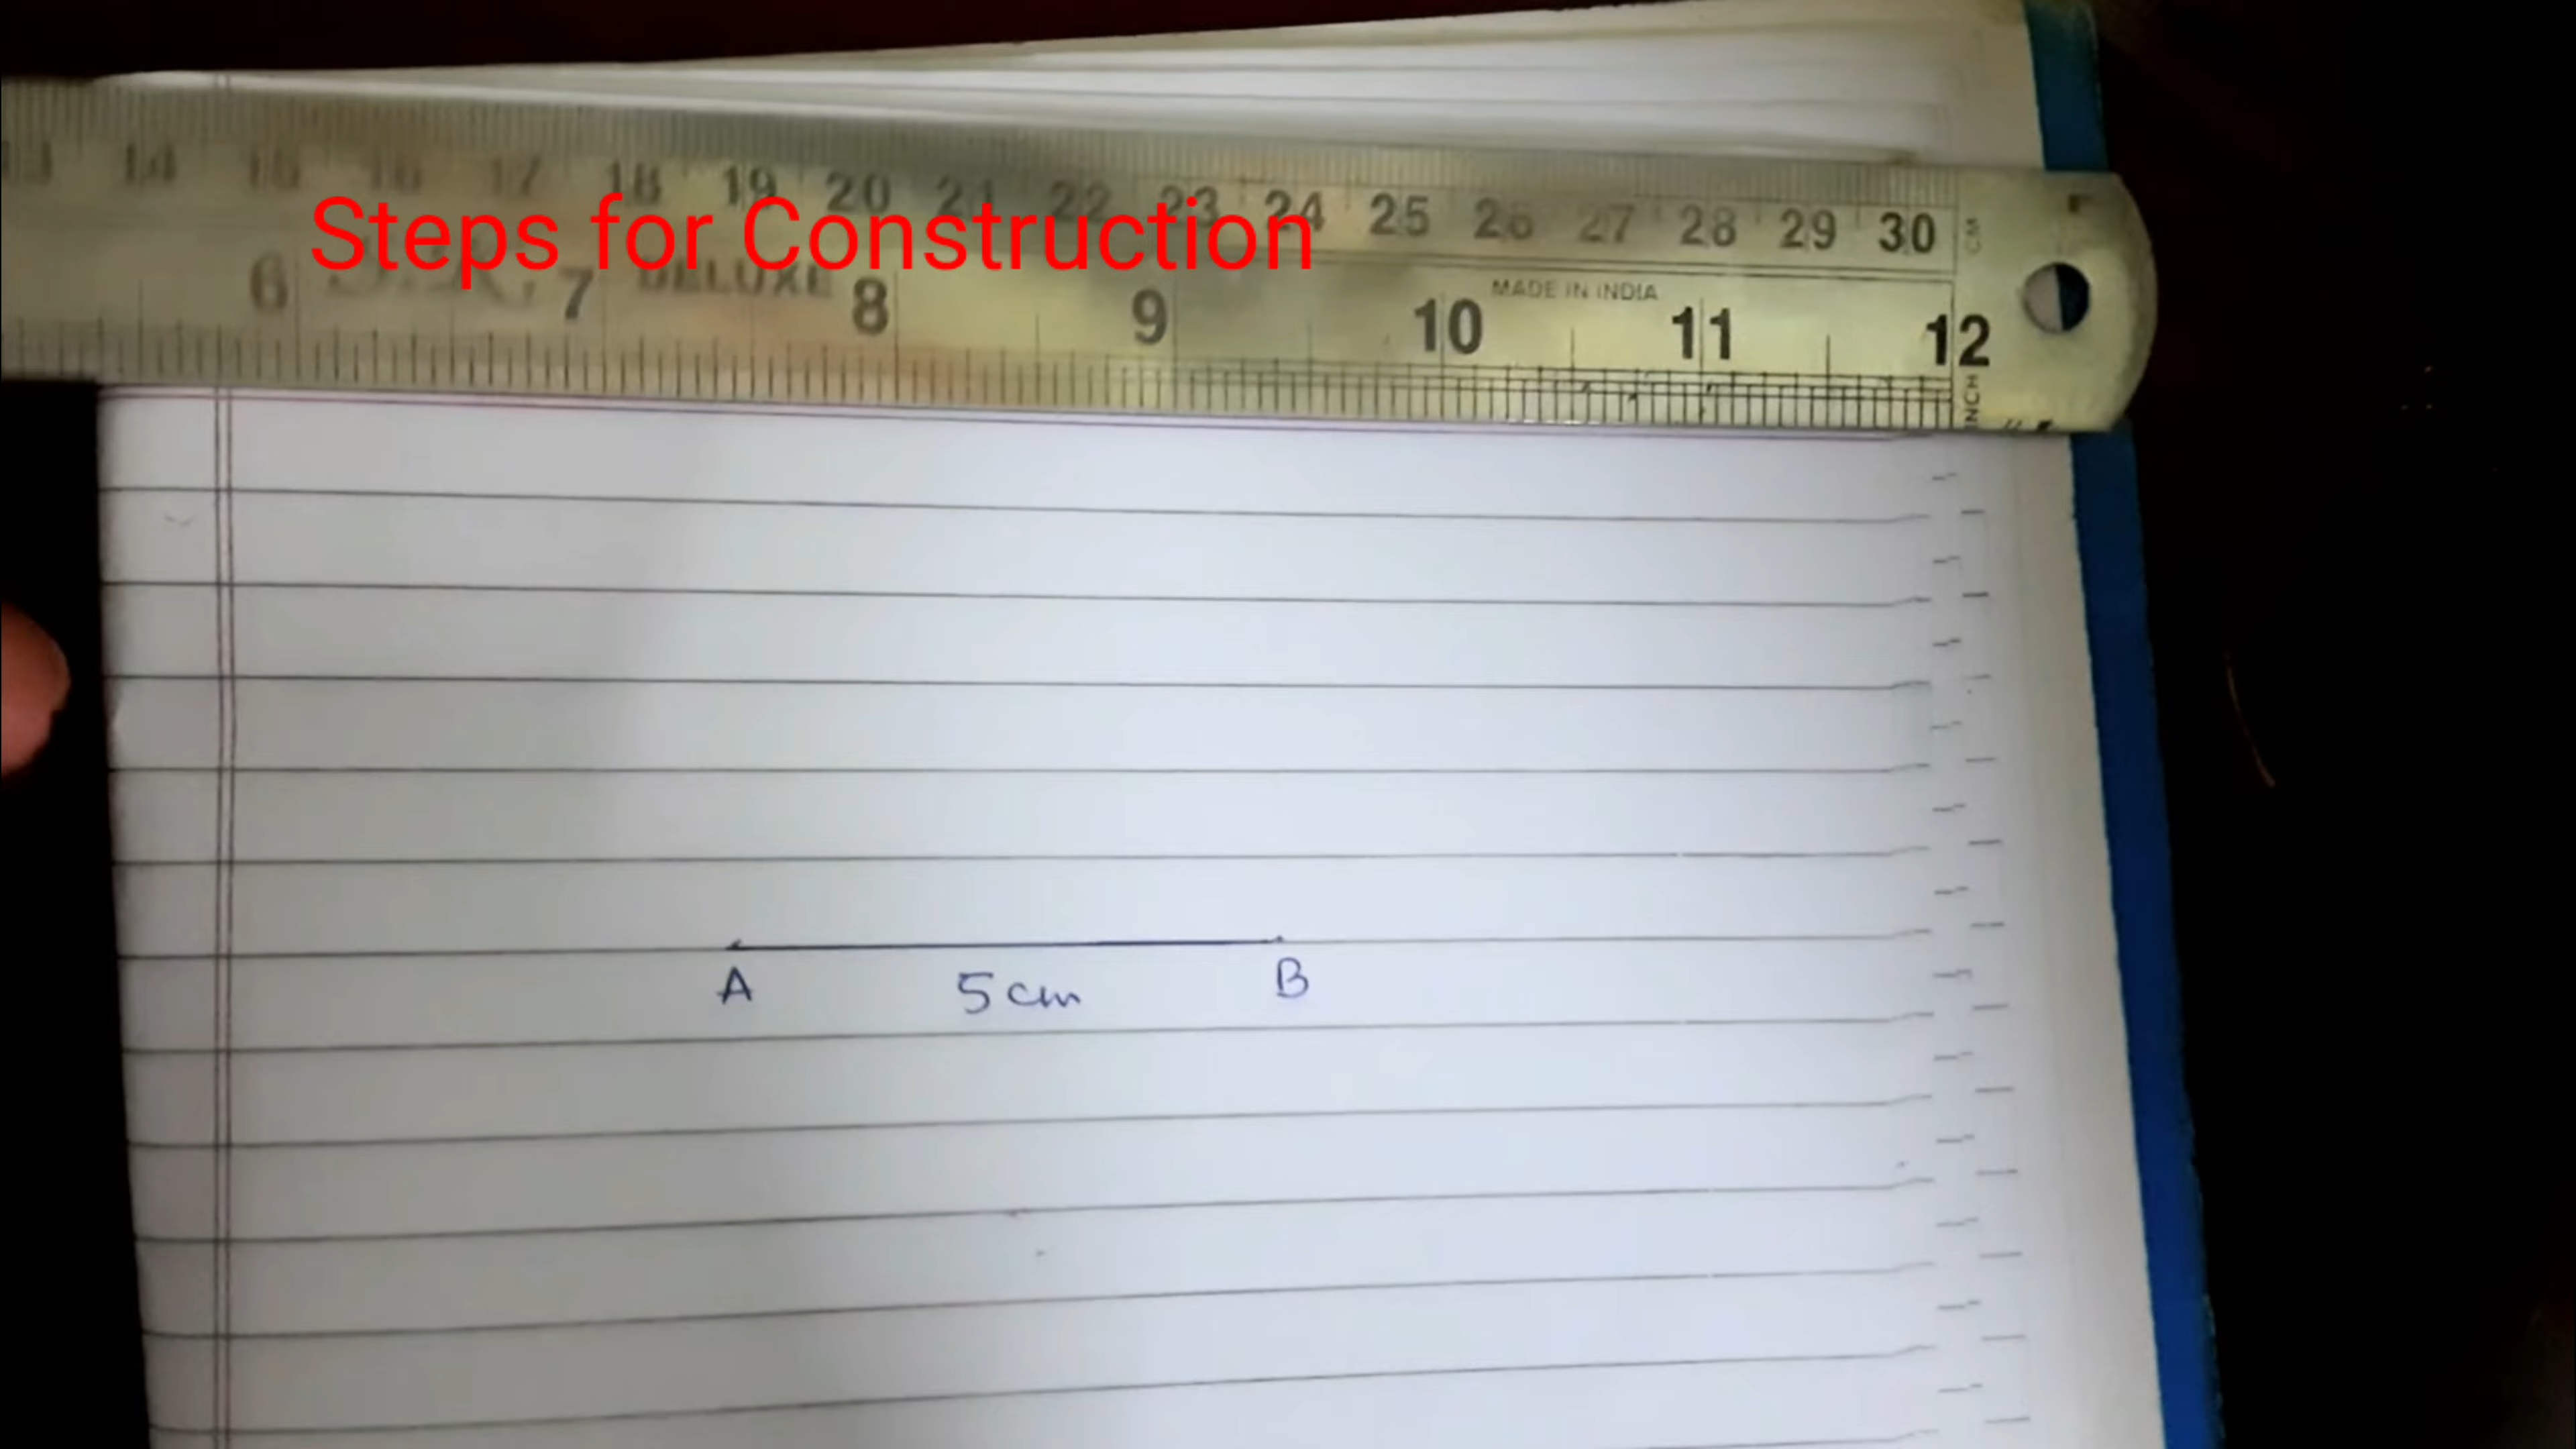 13 14 15 16 17 18 19 20 21 22 23 24 25 26 27 28 29 30 CM
Steps for Construction
MADE IN INDIA
6 7 DELUXE 8 9 10 11 12
INCH
A 5 cm B